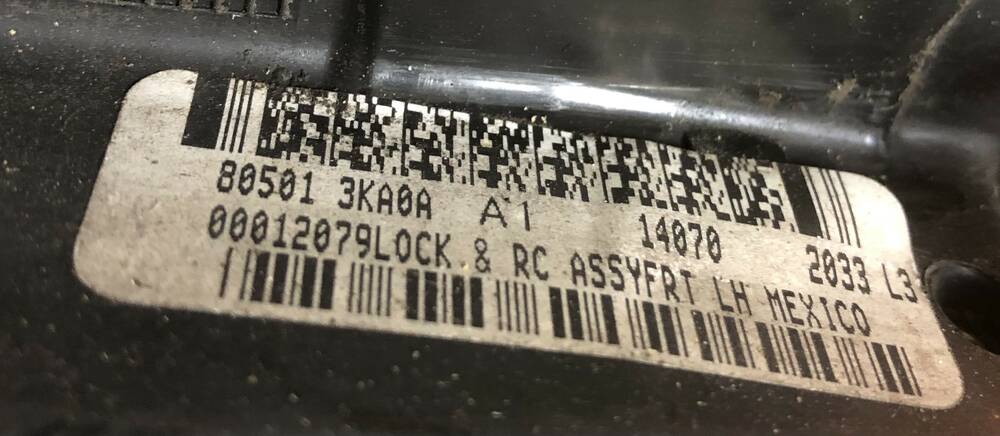 80501 3KA0A A1 14070 2033 L3
00012079LOCK & RC ASSYFRT LH MEXICO